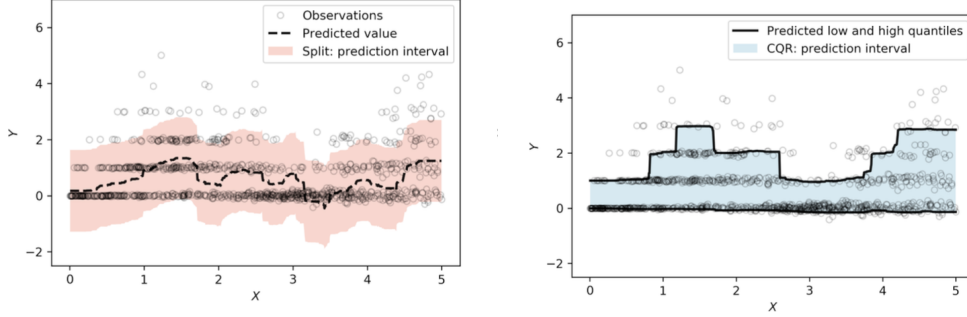 Observations
Predicted value
Split: prediction interval
6
4
2
0
−2
Y
0 1 2 3 4 5
X
Predicted low and high quantiles
CQR: prediction interval
6
4
2
0
−2
Y
0 1 2 3 4 5
X